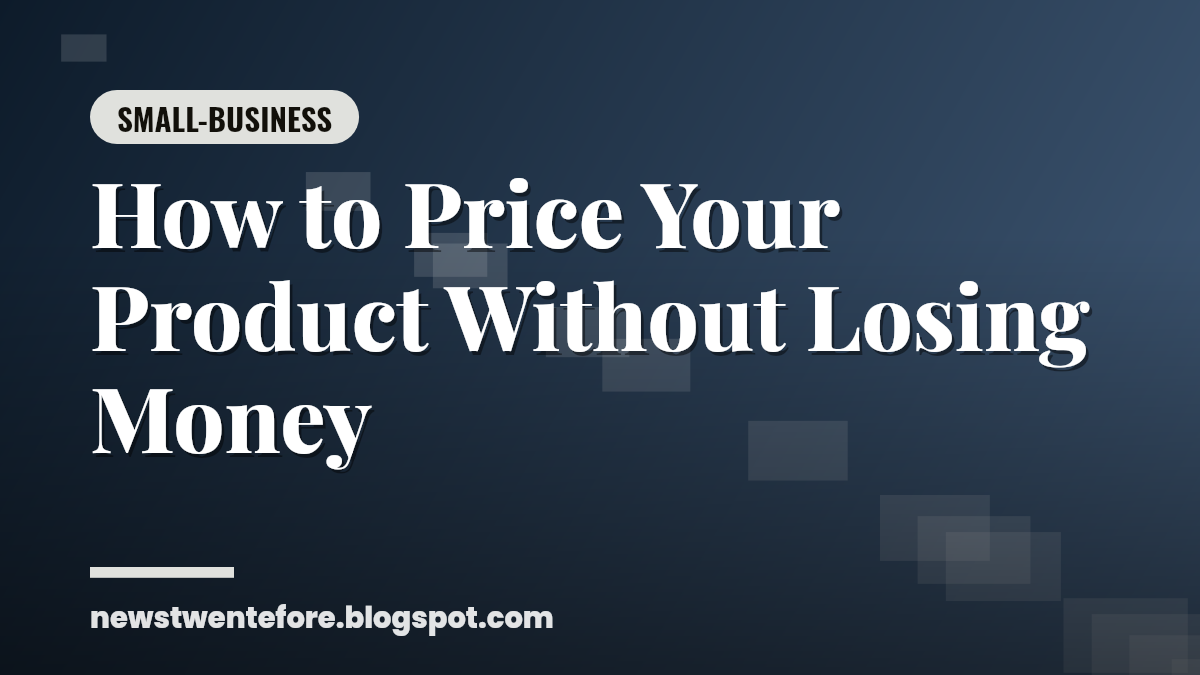 SMALL-BUSINESS
How to Price Your
Product Without Losing
Money
newstwentefore.blogspot.com